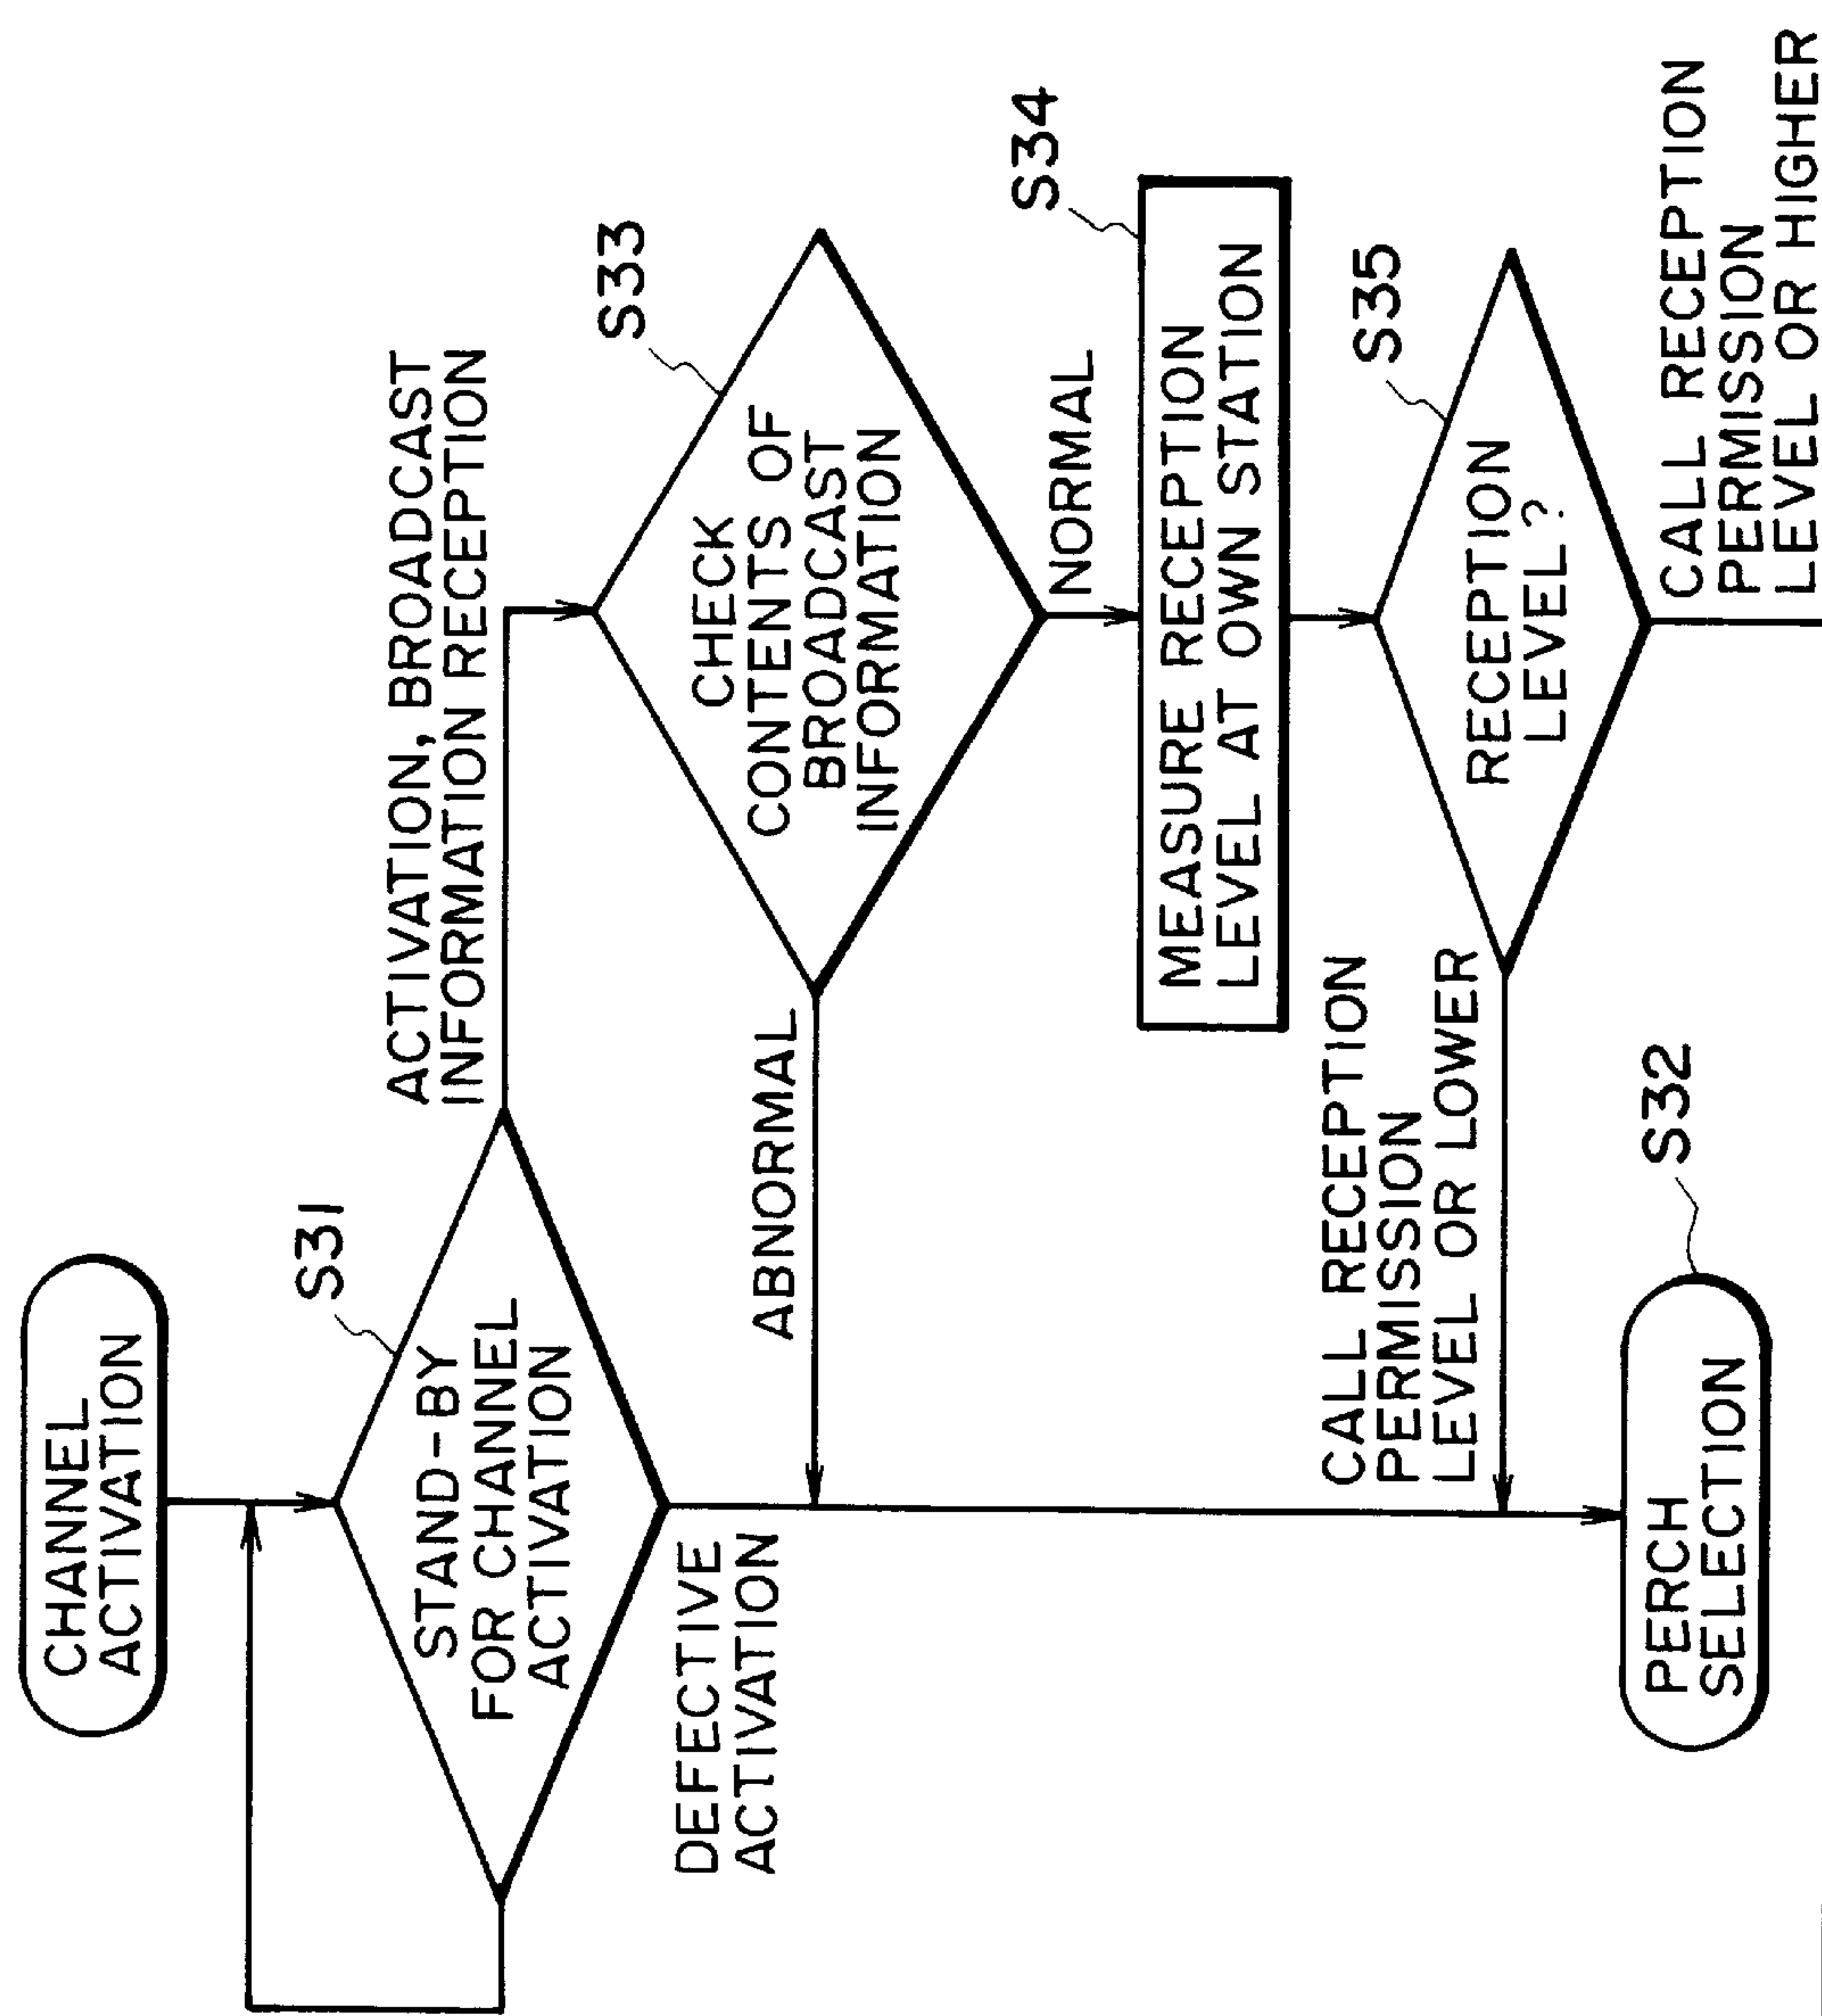 CHANNEL
ACTIVATION
S31
STAND-BY
FOR CHANNEL
ACTIVATION
ACTIVATION, BROADCAST
INFORMATION RECEPTION
DEFECTIVE
ACTIVATION
S33
CHECK
CONTENTS OF
BROADCAST
INFORMATION
ABNORMAL
NORMAL
S34
MEASURE RECEPTION
LEVEL AT OWN STATION
S35
RECEPTION
LEVEL?
CALL RECEPTION
PERMISSION
LEVEL OR LOWER
CALL RECEPTION
PERMISSION
LEVEL OR HIGHER
S32
PERCH
SELECTION